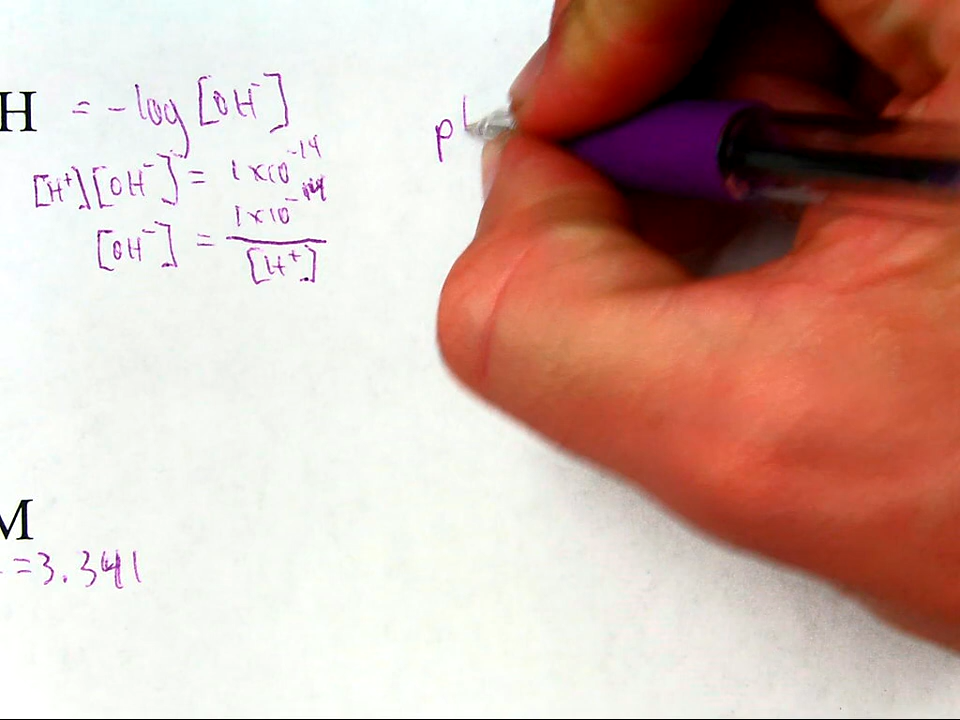 H = -log [OH⁻]
[H⁺][OH⁻] = 1×10⁻¹⁴
[OH⁻] = 1×10⁻¹⁴ / [H⁺]
p
M
=3.341